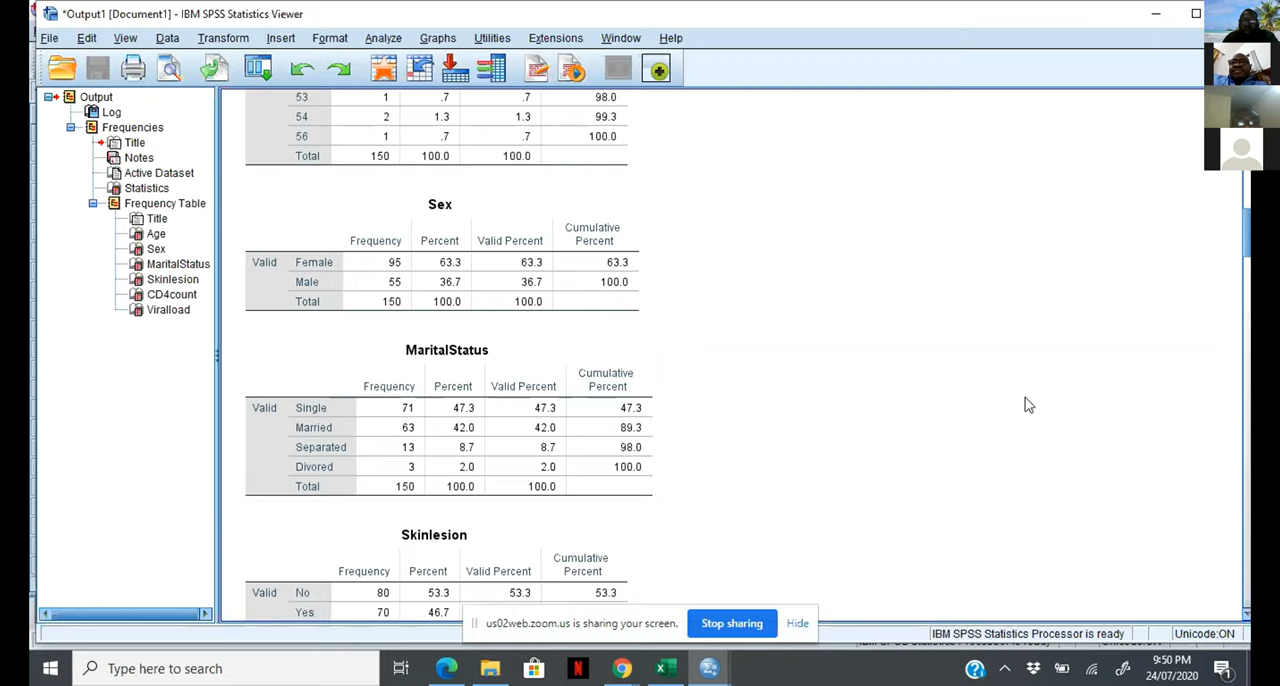 *Output1 [Document1] - IBM SPSS Statistics Viewer
File Edit View Data Transform Insert Format Analyze Graphs Utilities Extensions Window Help
Output
Log
Frequencies
Title
Notes
Active Dataset
Statistics
Frequency Table
Title
Age
Sex
MaritalStatus
Skinlesion
CD4count
Viralload
53 1 .7 .7 98.0
54 2 1.3 1.3 99.3
56 1 .7 .7 100.0
Total 150 100.0 100.0
Sex
Frequency Percent Valid Percent Cumulative Percent
Valid Female 95 63.3 63.3 63.3
Male 55 36.7 36.7 100.0
Total 150 100.0 100.0
MaritalStatus
Frequency Percent Valid Percent Cumulative Percent
Valid Single 71 47.3 47.3 47.3
Married 63 42.0 42.0 89.3
Separated 13 8.7 8.7 98.0
Divored 3 2.0 2.0 100.0
Total 150 100.0 100.0
Skinlesion
Frequency Percent Valid Percent Cumulative Percent
Valid No 80 53.3 53.3 53.3
Yes 70 46.7
us02web.zoom.us is sharing your screen. Stop sharing Hide
IBM SPSS Statistics Processor is ready Unicode:ON
Type here to search
9:50 PM
24/07/2020